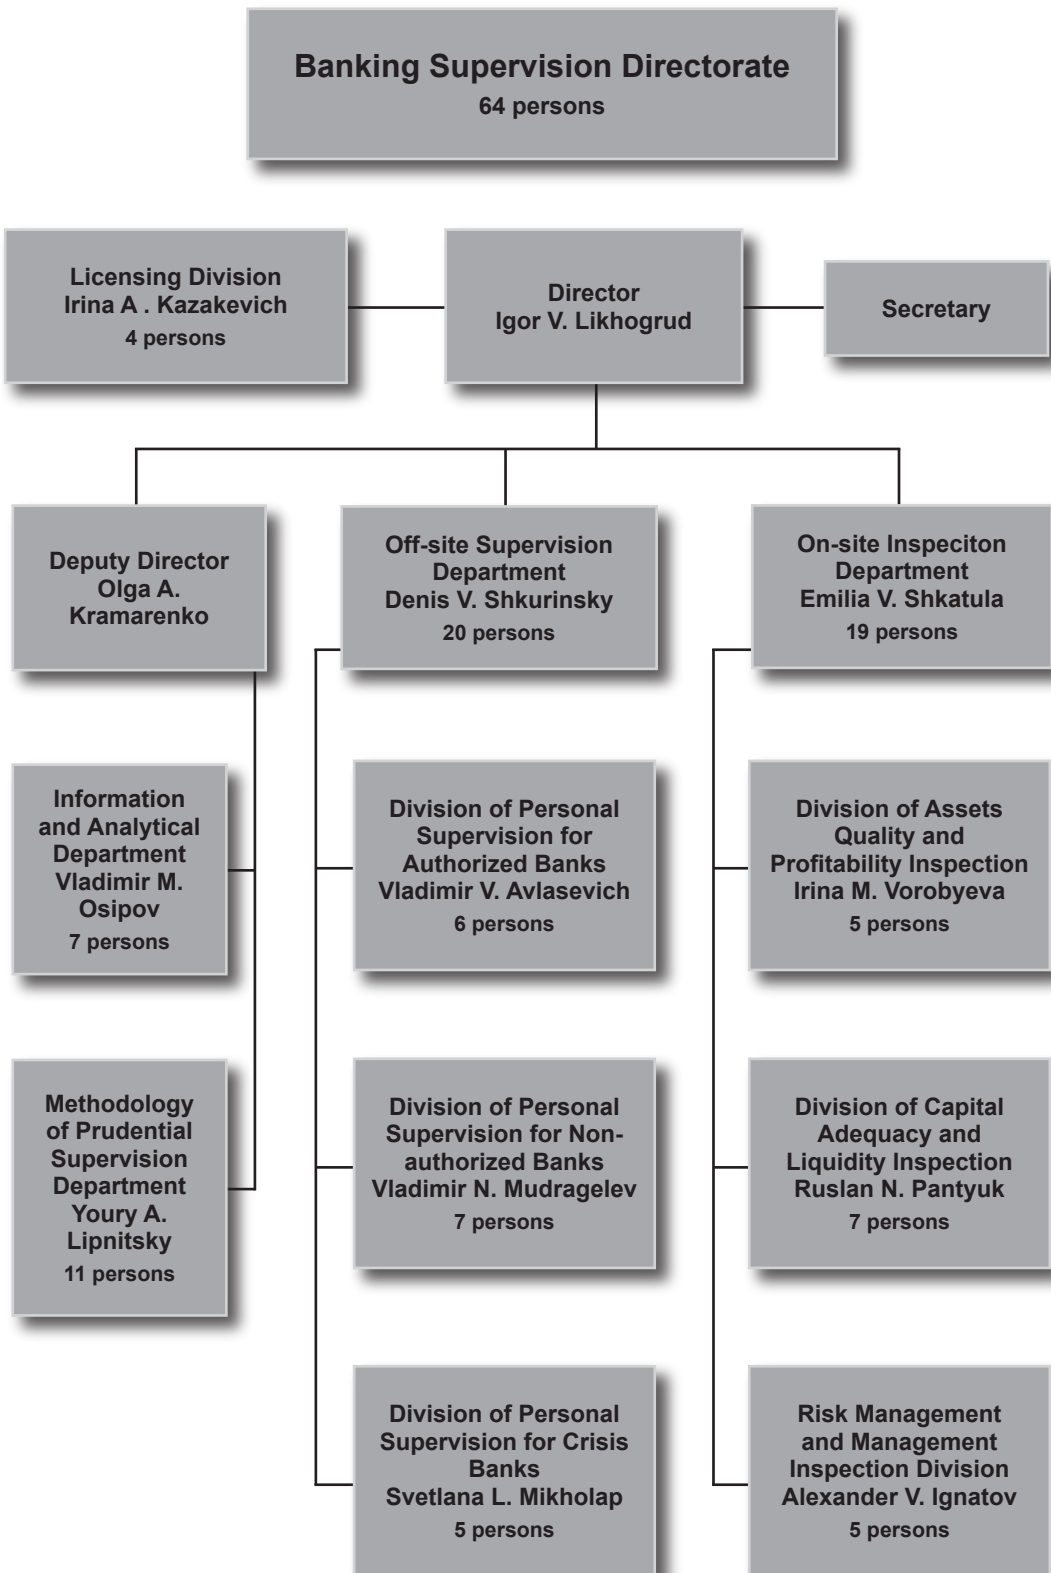 Banking Supervision Directorate
64 persons
Licensing Division
Irina A . Kazakevich
4 persons
Director
Igor V. Likhogrud
Secretary
Deputy Director
Olga A.
Kramarenko
Off-site Supervision
Department
Denis V. Shkurinsky
20 persons
On-site Inspeciton
Department
Emilia V. Shkatula
19 persons
Information
and Analytical
Department
Vladimir M.
Osipov
7 persons
Division of Personal
Supervision for
Authorized Banks
Vladimir V. Avlasevich
6 persons
Division of Assets
Quality and
Profitability Inspection
Irina M. Vorobyeva
5 persons
Methodology
of Prudential
Supervision
Department
Youry A.
Lipnitsky
11 persons
Division of Personal
Supervision for Non-
authorized Banks
Vladimir N. Mudragelev
7 persons
Division of Capital
Adequacy and
Liquidity Inspection
Ruslan N. Pantyuk
7 persons
Division of Personal
Supervision for Crisis
Banks
Svetlana L. Mikholap
5 persons
Risk Management
and Management
Inspection Division
Alexander V. Ignatov
5 persons